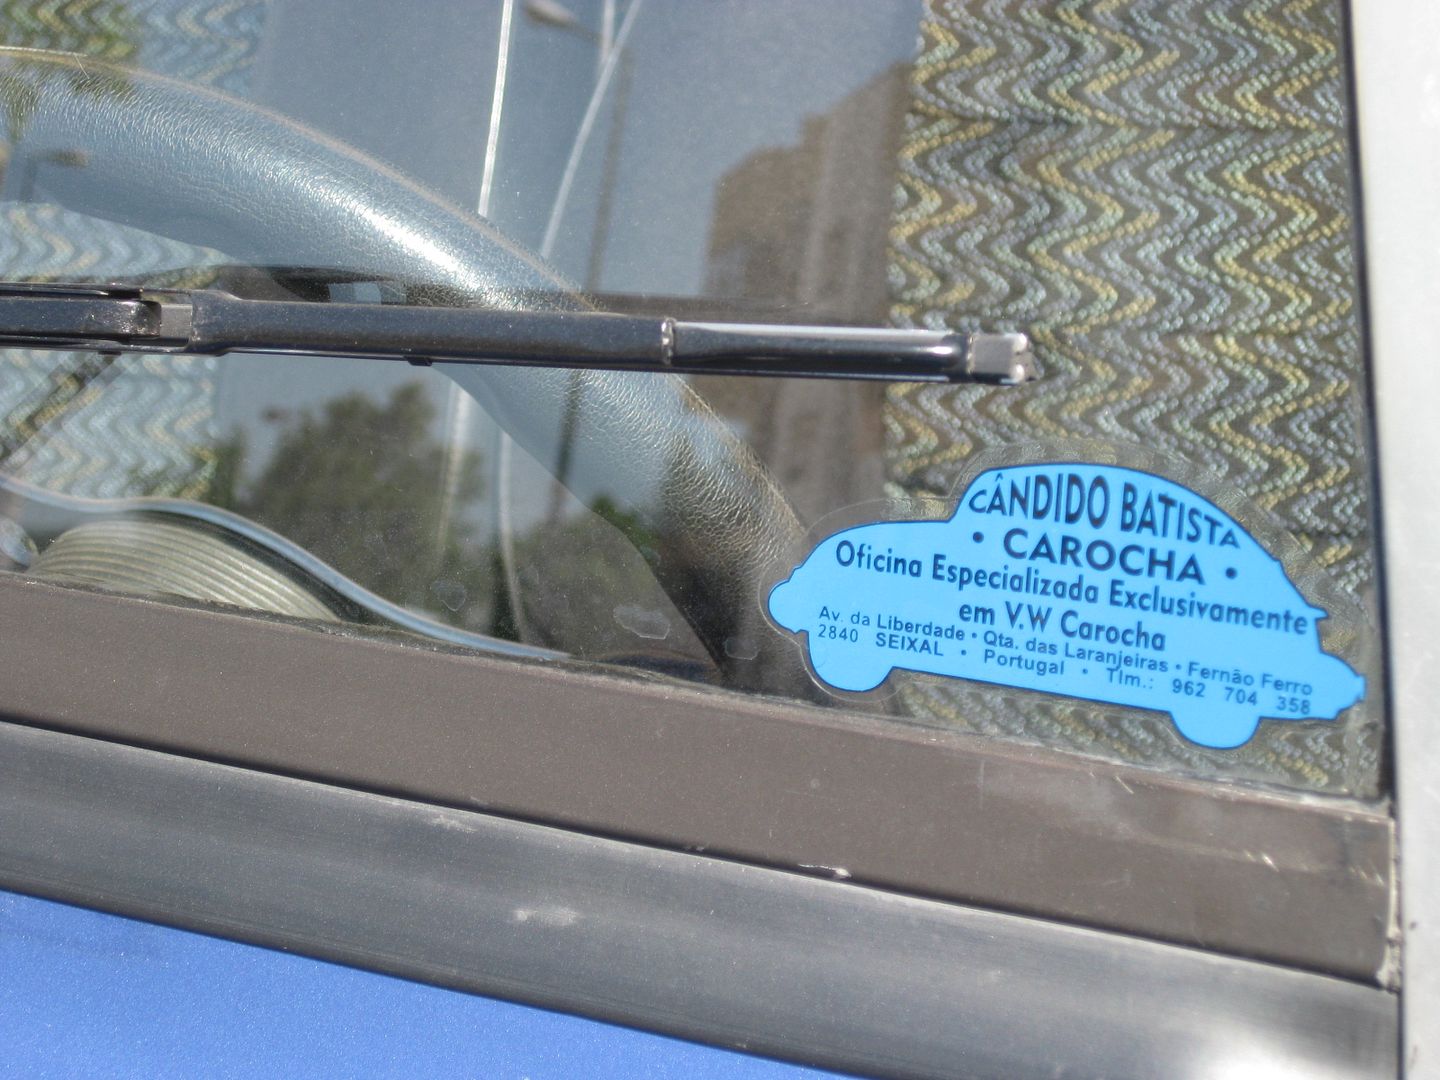 CÂNDIDO BATISTA
• CAROCHA •
Oficina Especializada Exclusivamente
em V.W Carocha
Av. da Liberdade • Qta. das Laranjeiras • Fernão Ferro
2840 SEIXAL • Portugal • Tlm.: 962 704 358